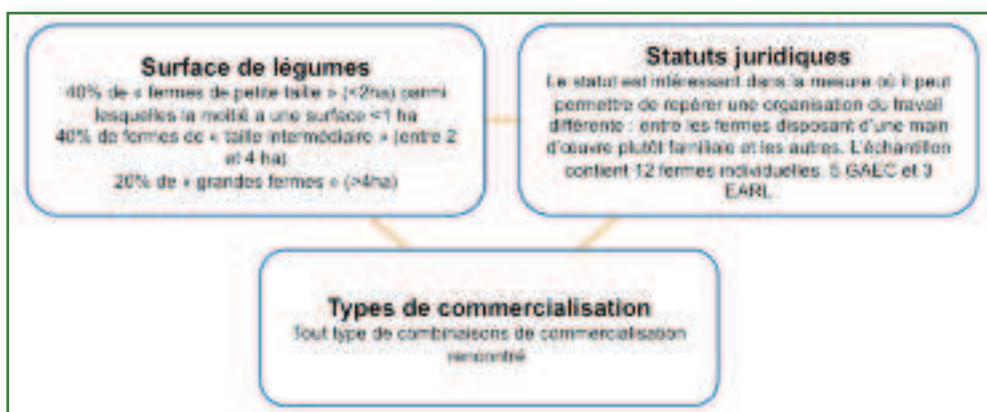 Surface de légumes
40% de « fermes de petite taille » (<2ha) parmi
lesquelles la moitié a une surface <1 ha
40% de fermes de « taille intermédiaire » (entre 2
et 4 ha)
20% de « grandes fermes » (>4ha)
Statuts juridiques
Le statut est intéressant dans la mesure où il peut
permettre de repérer une organisation du travail
différente : entre les fermes disposant d'une main
d'œuvre plutôt familiale et les autres. L'échantillon
contient 12 fermes individuelles, 5 GAEC et 3
EARL
Types de commercialisation
Tout type de combinaisons de commercialisation
rencontré